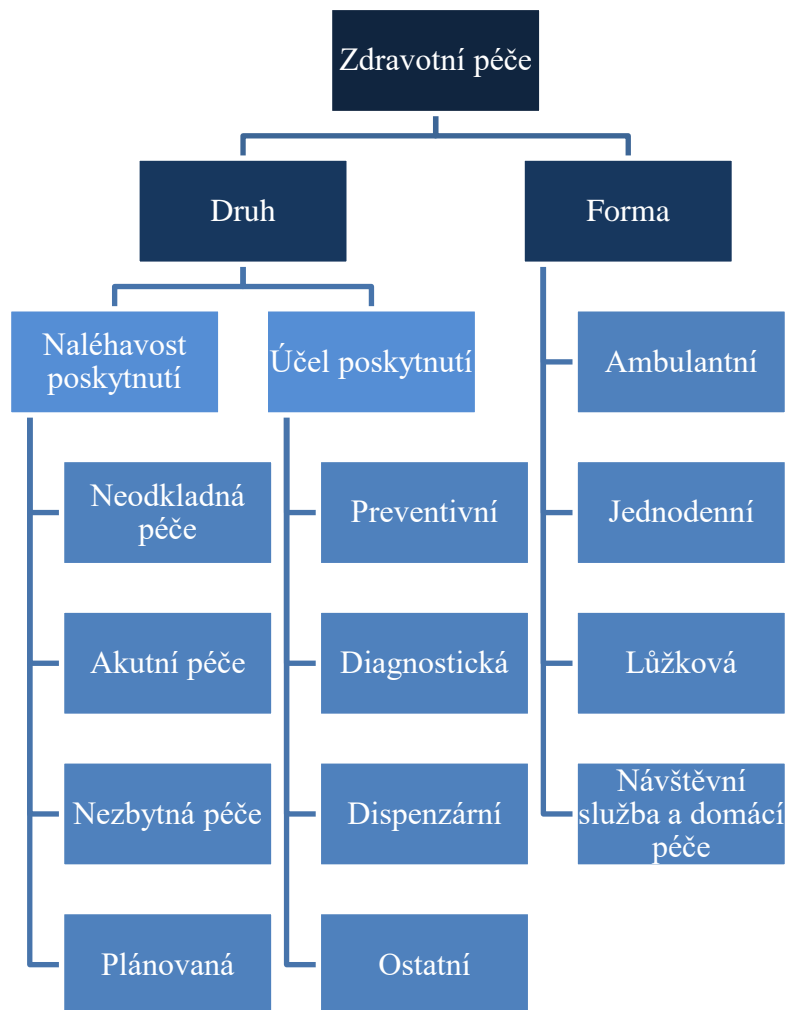 Zdravotní péče
Druh
Forma
Naléhavost
poskytnutí
Účel poskytnutí
Ambulantní
Neodkladná
péče
Preventivní
Jednodenní
Akutní péče
Diagnostická
Lůžková
Nezbytná péče
Dispenzární
Návštěvní
služba a domácí
péče
Plánovaná
Ostatní